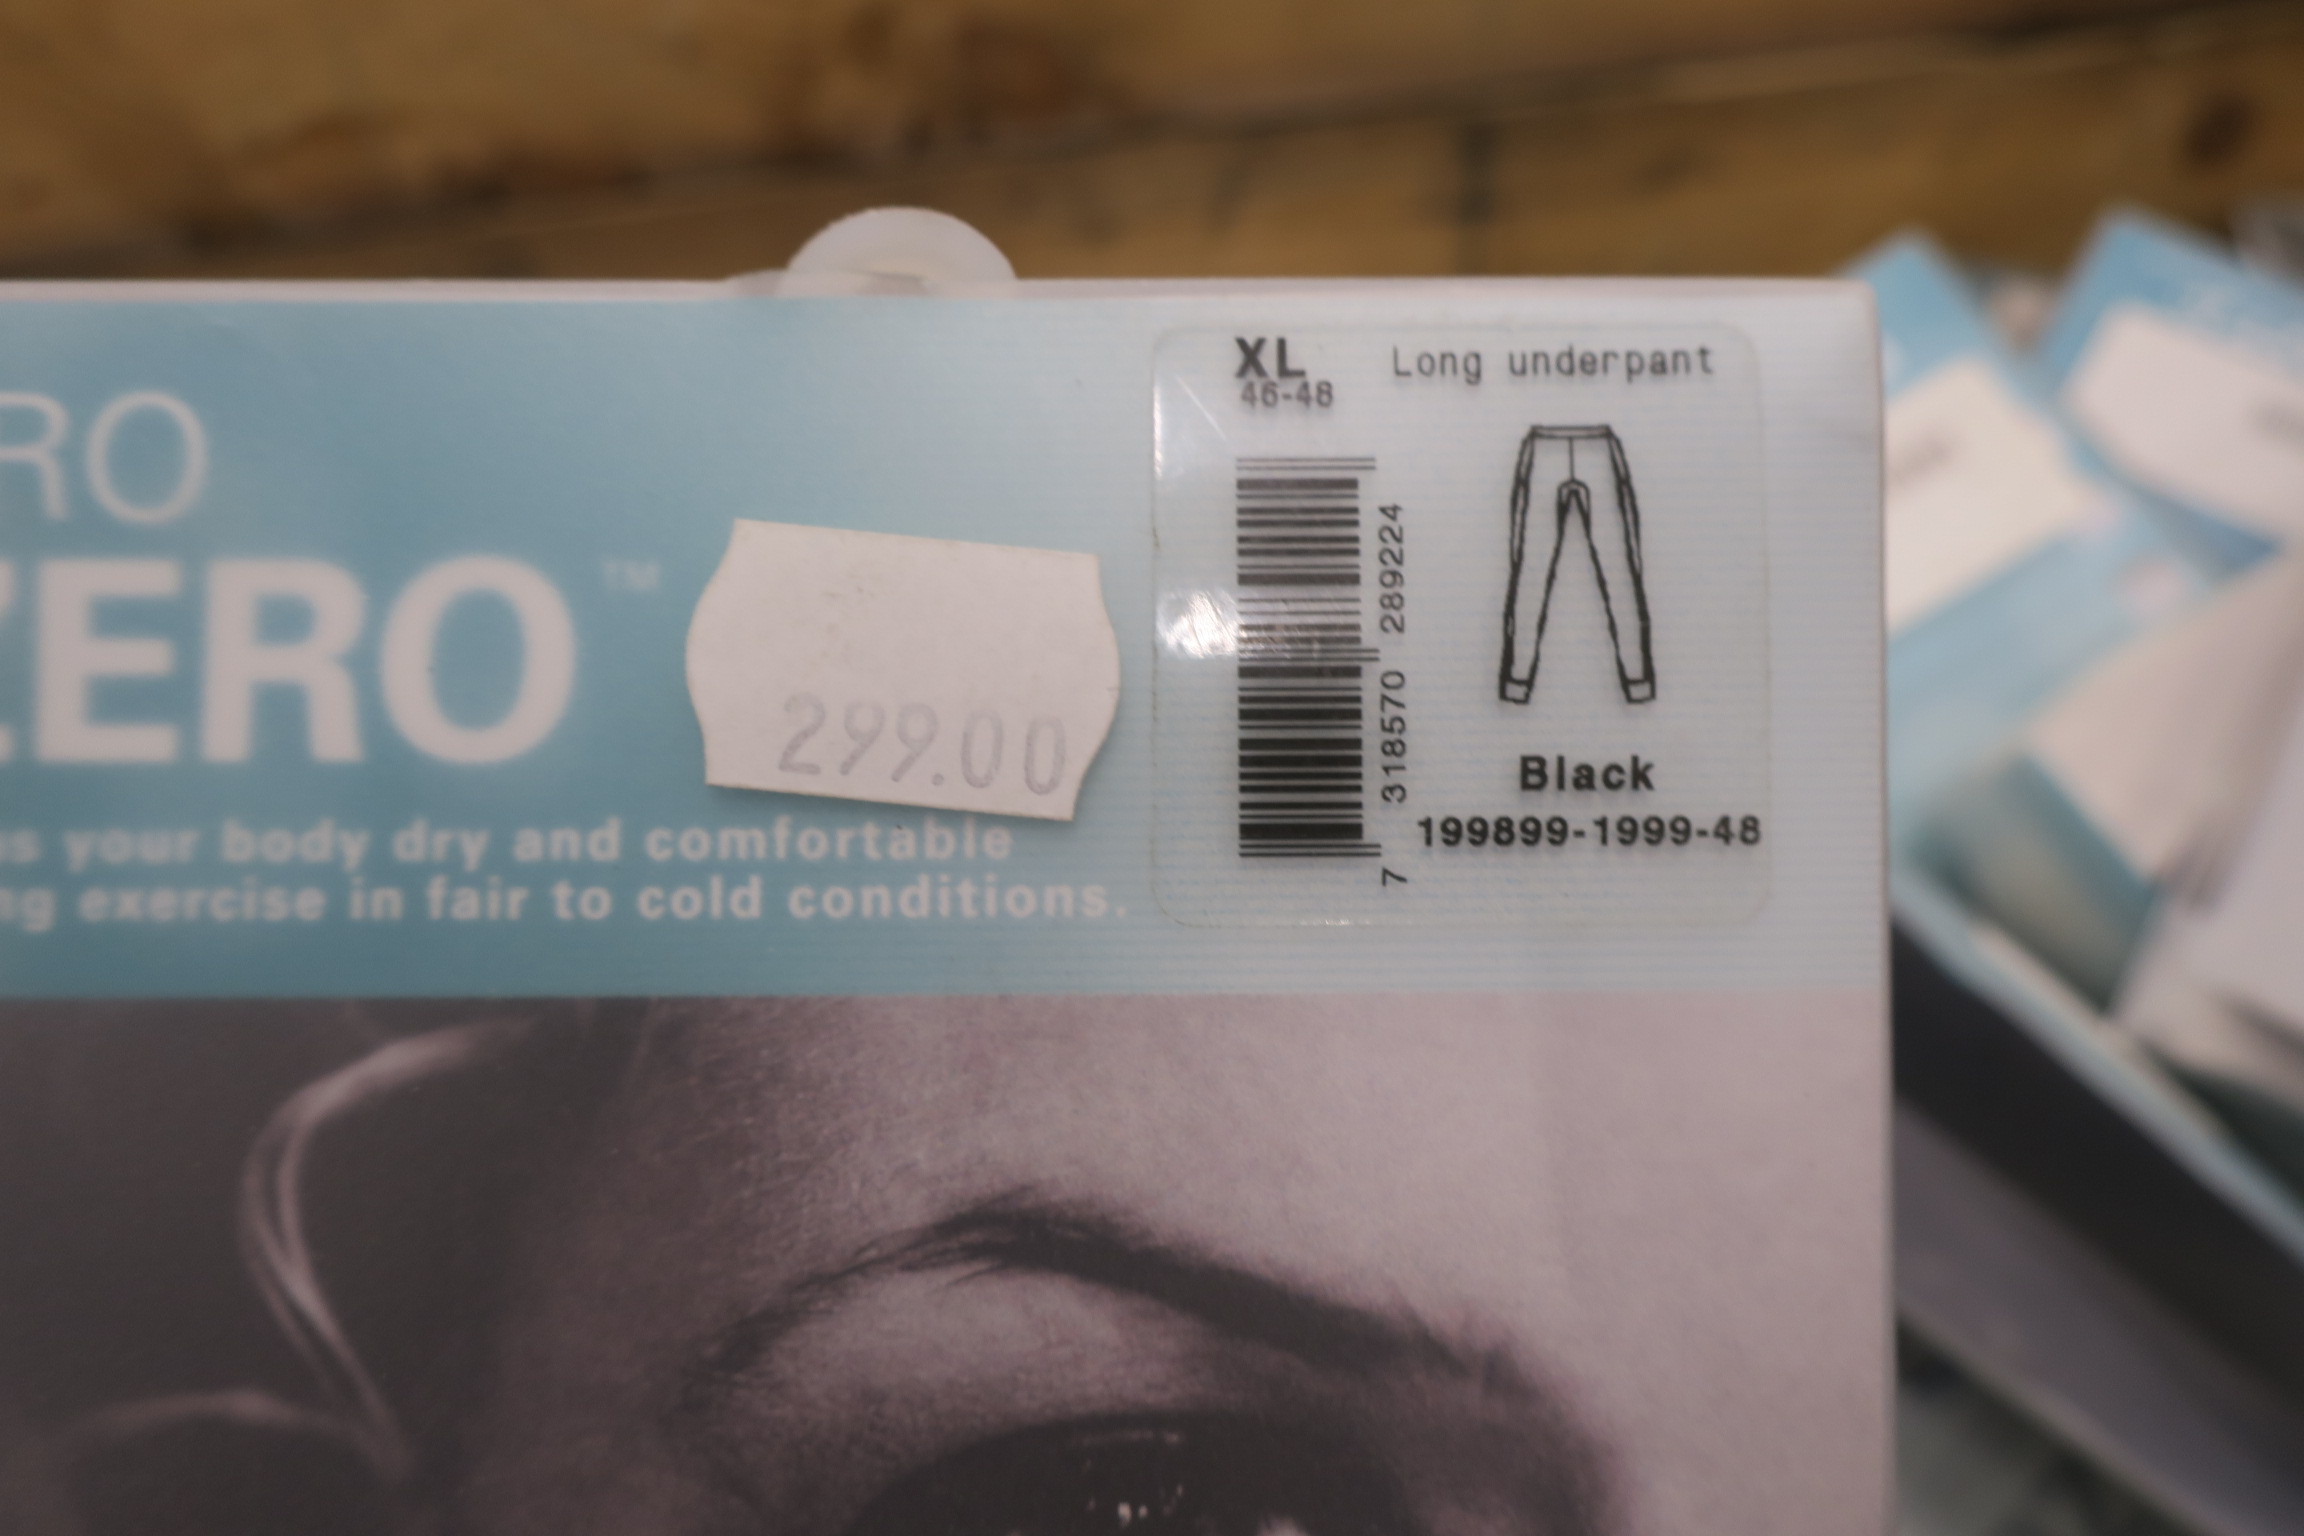 RO
ZERO™
299.00
s your body dry and comfortable
ng exercise in fair to cold conditions.
XL
46-48
Long underpant
7 318570 289224
Black
199899-1999-48